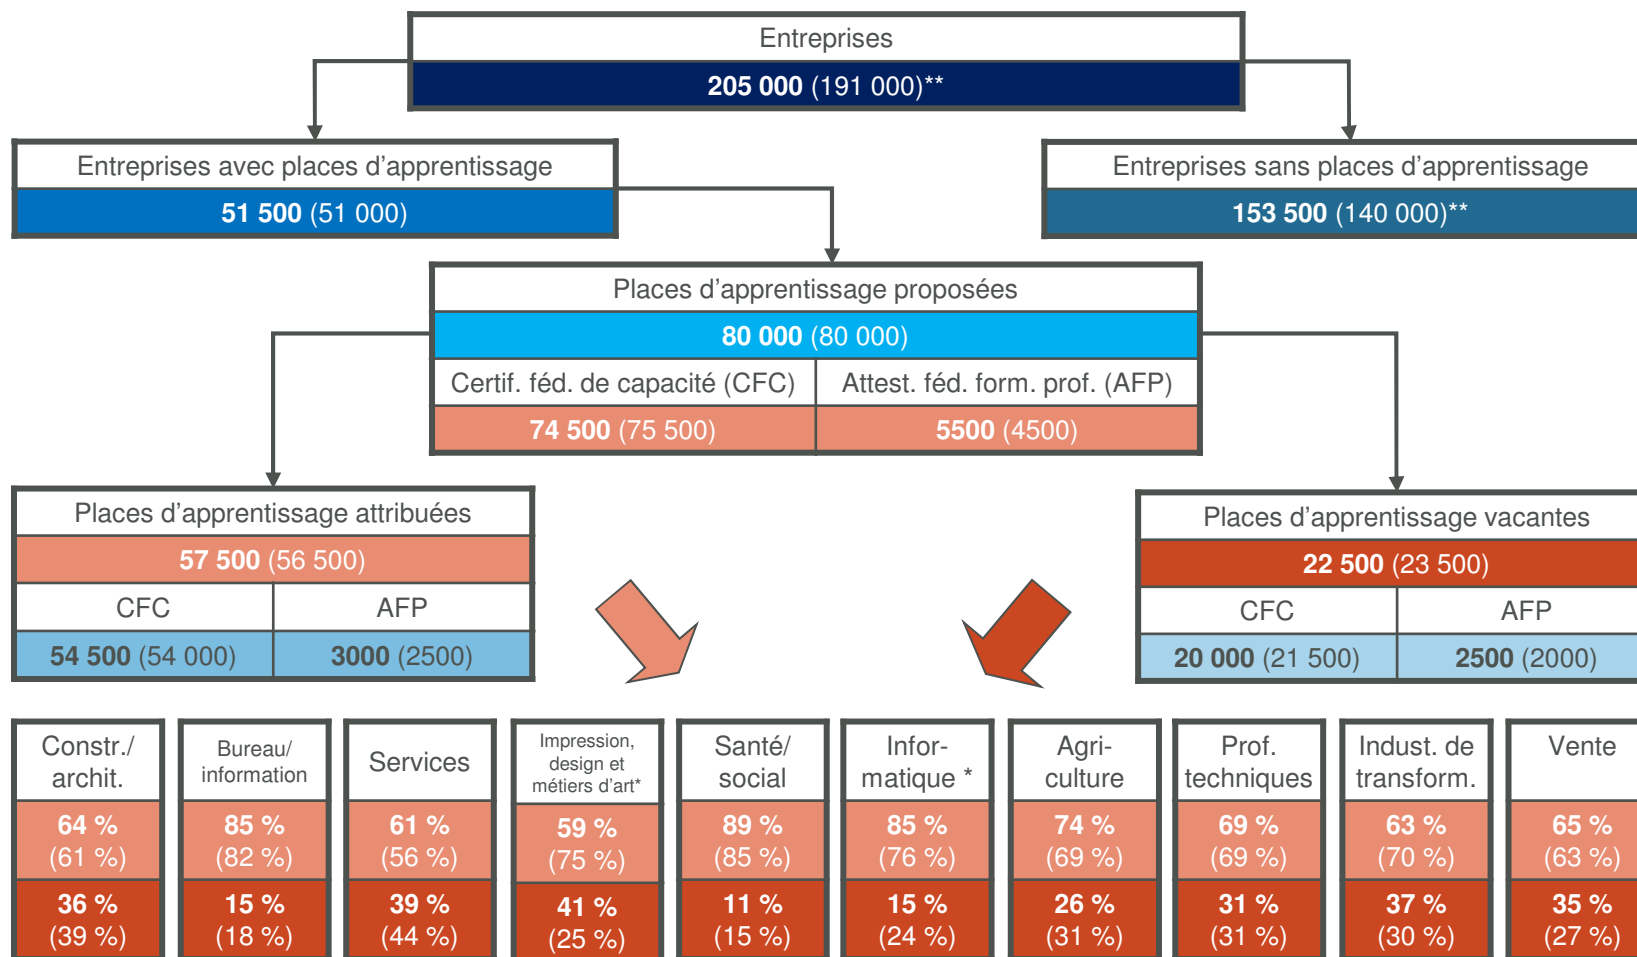 Entreprises
205 000 (191 000)**
Entreprises avec places d’apprentissage
51 500 (51 000)
Entreprises sans places d’apprentissage
153 500 (140 000)**
Places d’apprentissage proposées
80 000 (80 000)
Certif. féd. de capacité (CFC)
Attest. féd. form. prof. (AFP)
74 500 (75 500)
5500 (4500)
Places d’apprentissage attribuées
57 500 (56 500)
CFC
AFP
54 500 (54 000)
3000 (2500)
Places d’apprentissage vacantes
22 500 (23 500)
CFC
AFP
20 000 (21 500)
2500 (2000)
Constr./
archit.
64 %
(61 %)
36 %
(39 %)
Bureau/
information
85 %
(82 %)
15 %
(18 %)
Services
61 %
(56 %)
39 %
(44 %)
Impression,
design et
métiers d’art*
59 %
(75 %)
41 %
(25 %)
Santé/
social
89 %
(85 %)
11 %
(15 %)
Infor-
matique *
85 %
(76 %)
15 %
(24 %)
Agri-
culture
74 %
(69 %)
26 %
(31 %)
Prof.
techniques
69 %
(69 %)
31 %
(31 %)
Indust. de
transform.
63 %
(70 %)
37 %
(30 %)
Vente
65 %
(63 %)
35 %
(27 %)